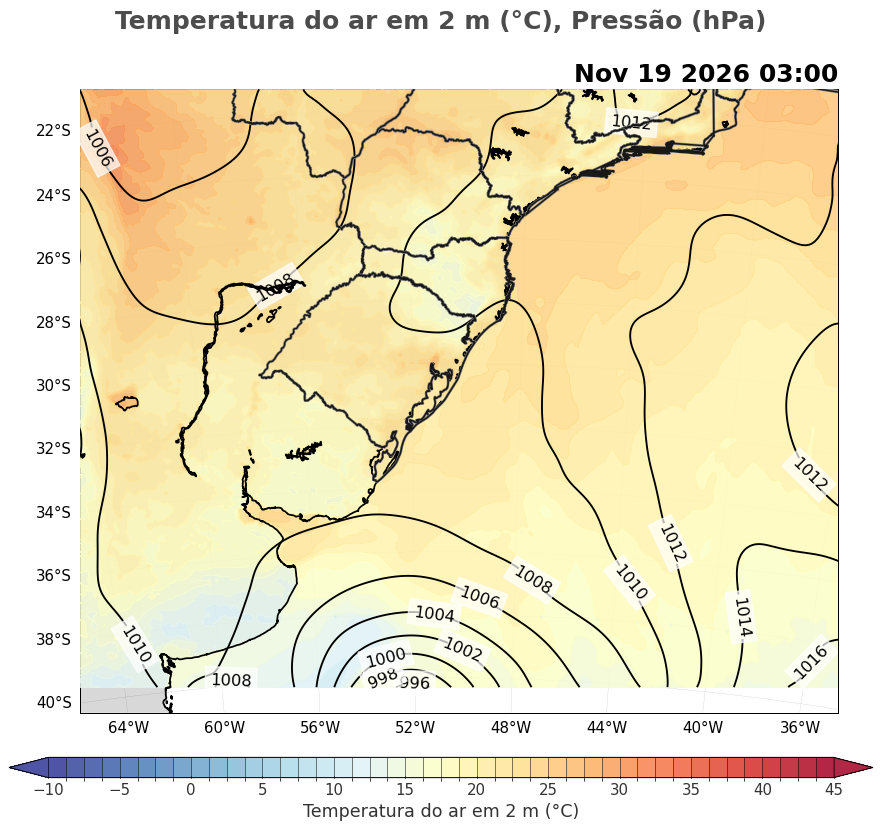 Temperatura do ar em 2 m (°C), Pressão (hPa)
Nov 19 2026 03:00
22°S
24°S
26°S
28°S
30°S
32°S
34°S
36°S
38°S
40°S
1006
1012
1008
1012
1012
1010
1008
1006
1004
1002
1000
998
996
1014
1016
1010
1008
64°W 60°W 56°W 52°W 48°W 44°W 40°W 36°W
−10 −5 0 5 10 15 20 25 30 35 40 45
Temperatura do ar em 2 m (°C)